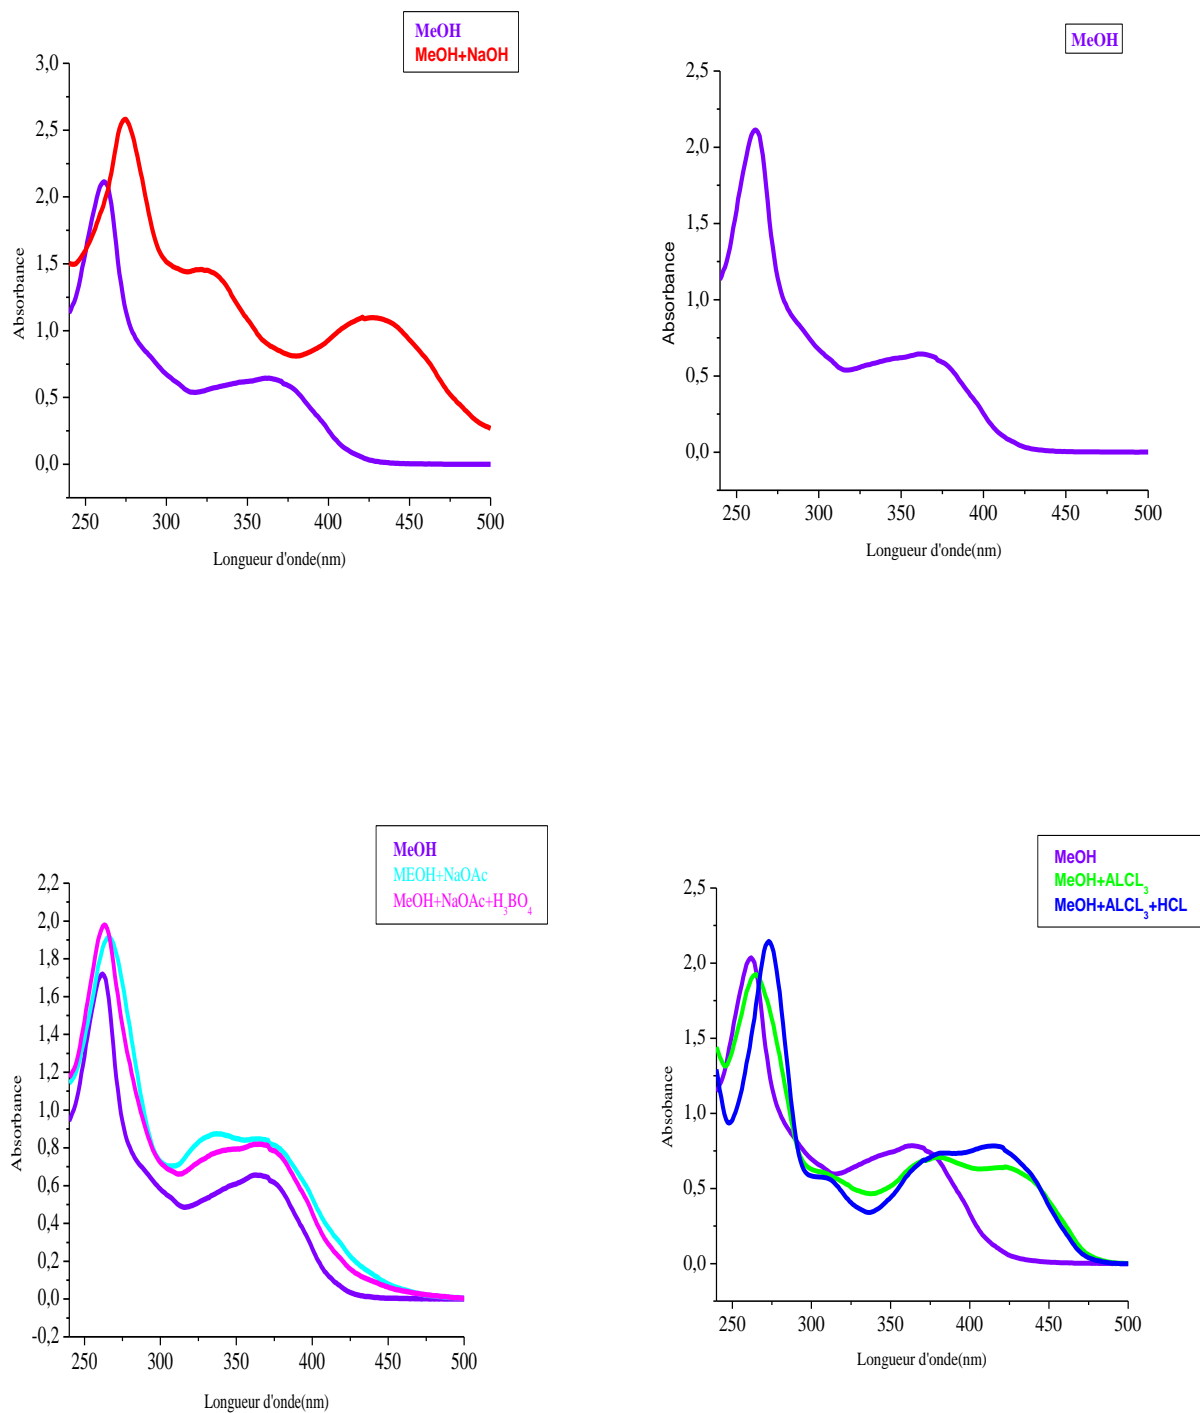 MeOH
MeOH+NaOH
3,0
2,5
2,0
1,5
1,0
0,5
0,0
Absorbance
250 300 350 400 450 500
Longueur d'onde(nm)
MeOH
2,5
2,0
1,5
1,0
0,5
0,0
Absorbance
250 300 350 400 450 500
Longueur d'onde(nm)
MeOH
MEOH+NaOAc
MeOH+NaOAc+H₃BO₄
2,2
2,0
1,8
1,6
1,4
1,2
1,0
0,8
0,6
0,4
0,2
0,0
-0,2
Absorbance
250 300 350 400 450 500
Longueur d'onde(nm)
MeOH
MeOH+ALCL₃
MeOH+ALCL₃+HCL
2,5
2,0
1,5
1,0
0,5
0,0
Absobance
250 300 350 400 450 500
Longueur d'onde(nm)